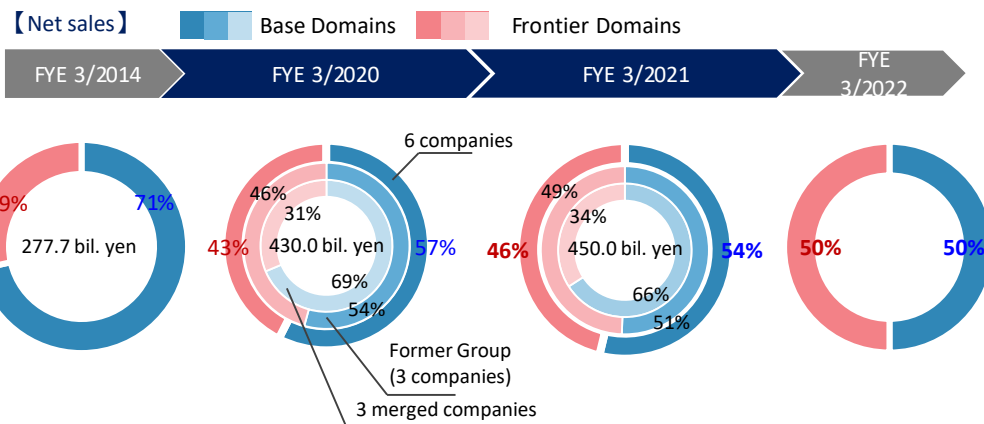 【Net sales】
Base Domains
Frontier Domains
FYE 3/2014
FYE 3/2020
FYE 3/2021
FYE
3/2022
6 companies
9%
71%
277.7 bil. yen
46%
31%
43%
430.0 bil. yen
57%
69%
54%
49%
34%
46%
450.0 bil. yen
54%
66%
51%
50%
50%
Former Group
(3 companies)
3 merged companies